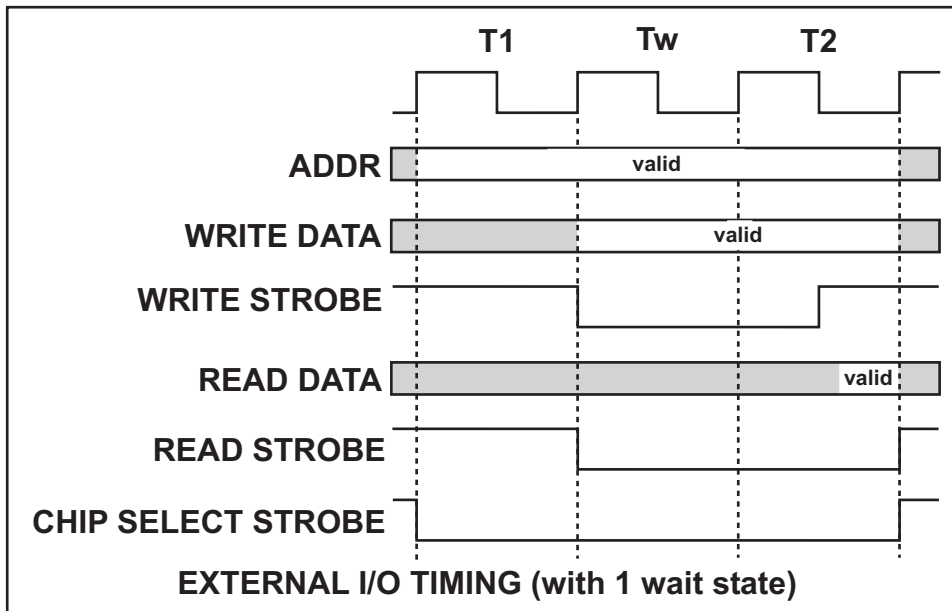 T1 Tw T2
ADDR valid
WRITE DATA valid
WRITE STROBE
READ DATA valid
READ STROBE
CHIP SELECT STROBE
EXTERNAL I/O TIMING (with 1 wait state)